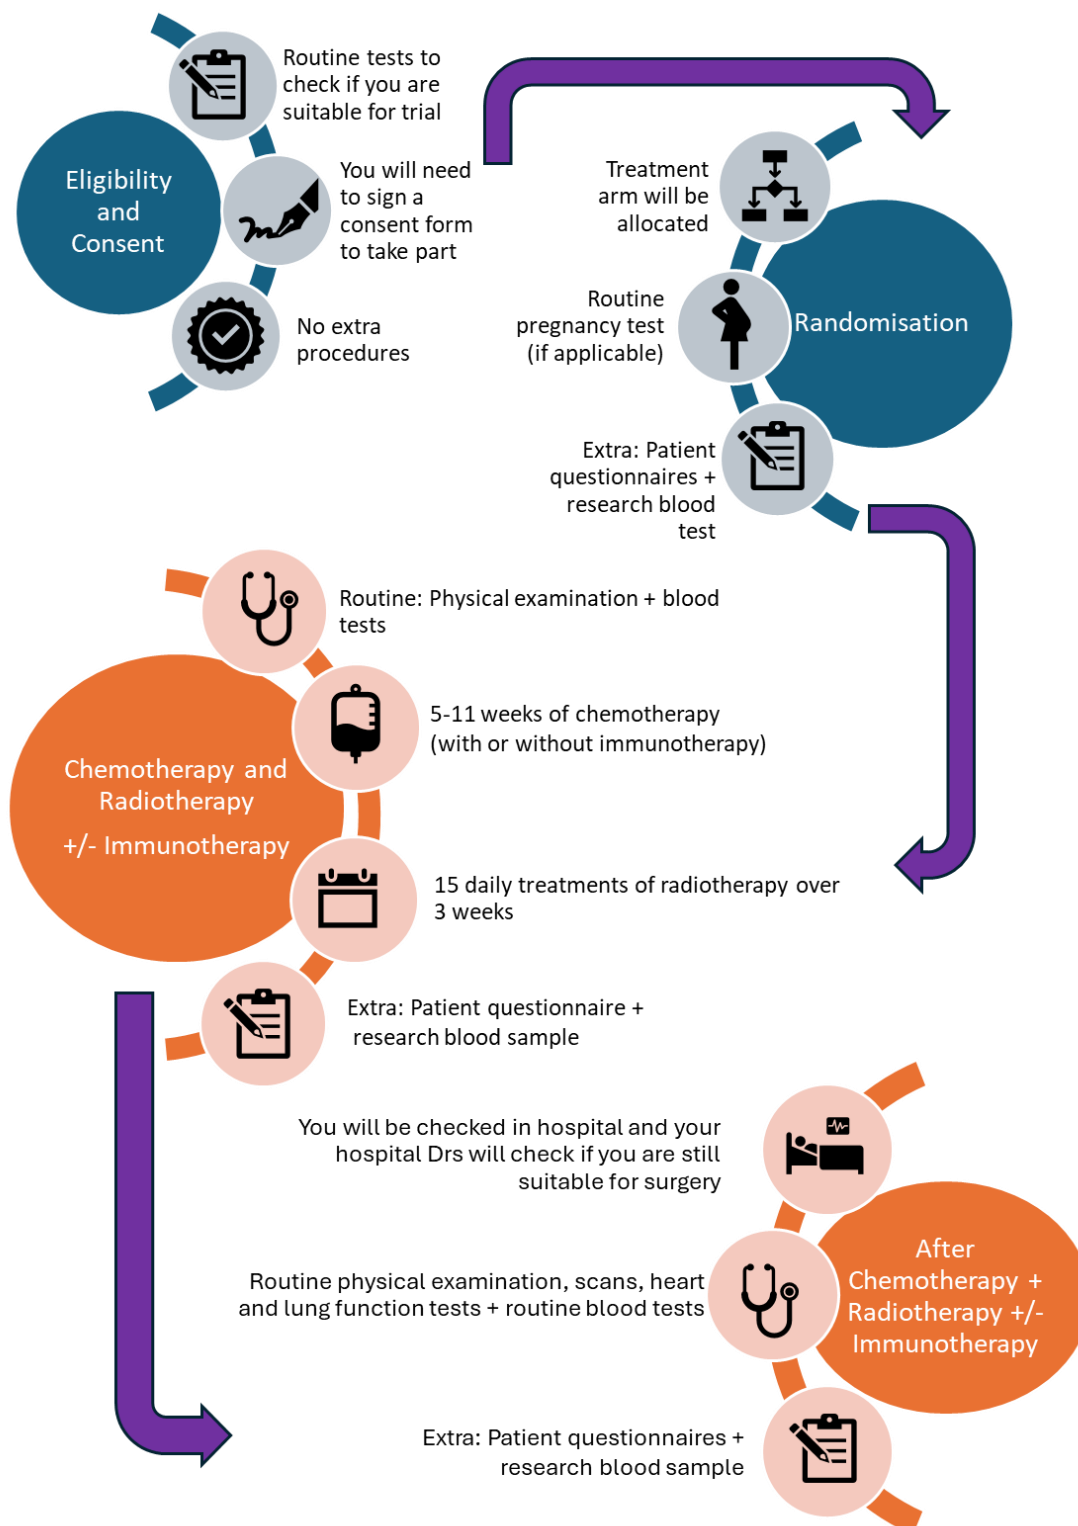 Routine tests to
check if you are
suitable for trial
Eligibility
and
Consent
You will need
to sign a
consent form
to take part
No extra
procedures
Treatment
arm will be
allocated
Routine
pregnancy test
(if applicable)
Randomisation
Extra: Patient
questionnaires +
research blood
test
Routine: Physical examination + blood
tests
Chemotherapy and
Radiotherapy
+/- Immunotherapy
5-11 weeks of chemotherapy
(with or without immunotherapy)
15 daily treatments of radiotherapy over
3 weeks
Extra: Patient questionnaire +
research blood sample
You will be checked in hospital and your
hospital Drs will check if you are still
suitable for surgery
After
Chemotherapy +
Radiotherapy +/-
Immunotherapy
Routine physical examination, scans, heart
and lung function tests + routine blood tests
Extra: Patient questionnaires +
research blood sample